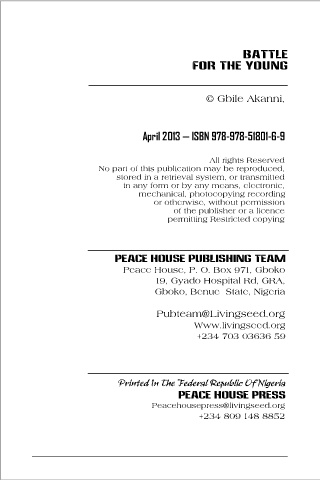 BATTLE
FOR THE YOUNG
© Gbile Akanni,
April 2013 – ISBN 978-978-51801-6-9
All rights Reserved
No part of this publication may be reproduced,
stored in a retrieval system, or transmitted
in any form or by any means, electronic,
mechanical, photocopying recording
or otherwise, without permission
of the publisher or a licence
permitting Restricted copying
PEACE HOUSE PUBLISHING TEAM
Peace House, P. O. Box 971, Gboko
19, Gyado Hospital Rd, GRA,
Gboko, Benue State, Nigeria
Pubteam@Livingseed.org
Www.livingseed.org
+234 703 03636 59
Printed In The Federal Republic Of Nigeria
PEACE HOUSE PRESS
Peacehousepress@livingseed.org
+234 809 148 8852